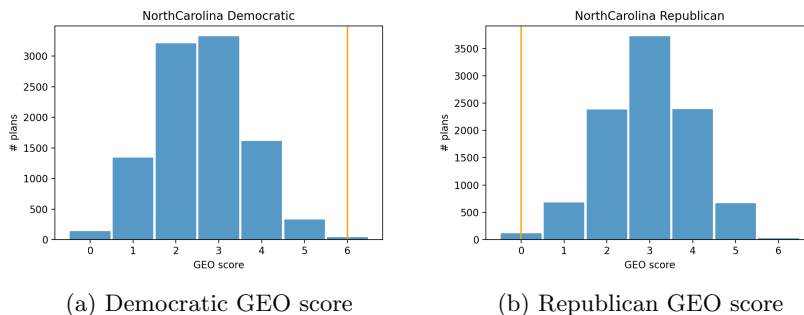 NorthCarolina Democratic
3000
2500
2000
1500
1000
500
0
# plans
0 1 2 3 4 5 6
GEO score
(a) Democratic GEO score
NorthCarolina Republican
3500
3000
2500
2000
1500
1000
500
0
# plans
0 1 2 3 4 5 6
GEO score
(b) Republican GEO score